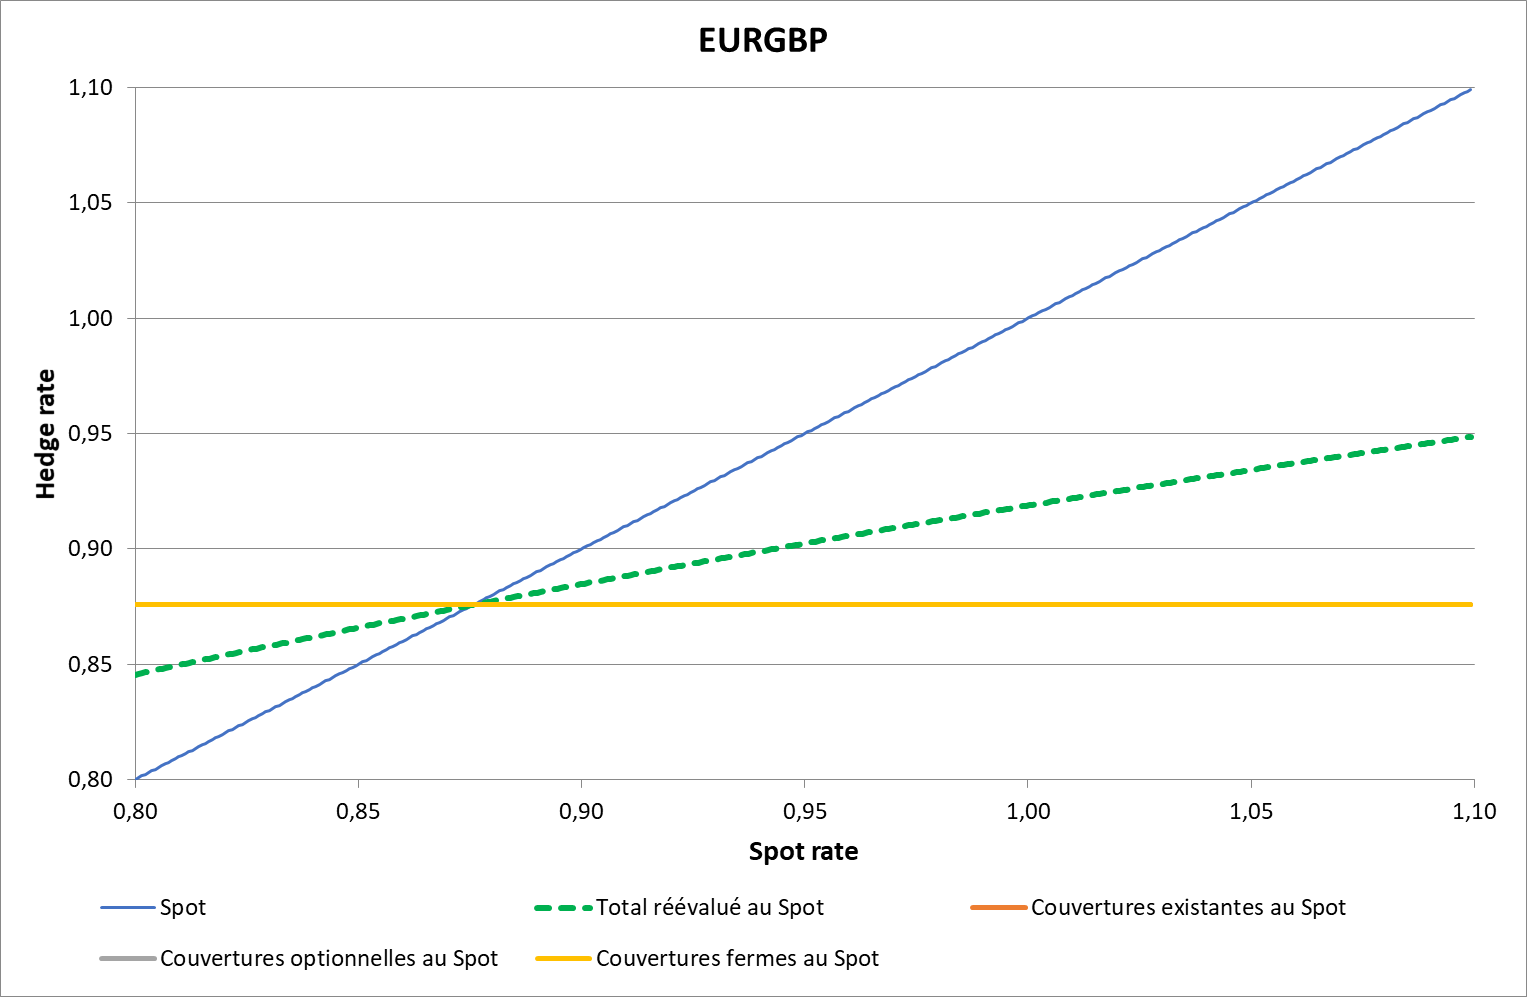 EURGBP
1,10
1,05
1,00
0,95
0,90
0,85
0,80
Hedge rate
0,80 0,85 0,90 0,95 1,00 1,05 1,10
Spot rate
Spot Total réévalué au Spot Couvertures existantes au Spot
Couvertures optionnelles au Spot Couvertures fermes au Spot